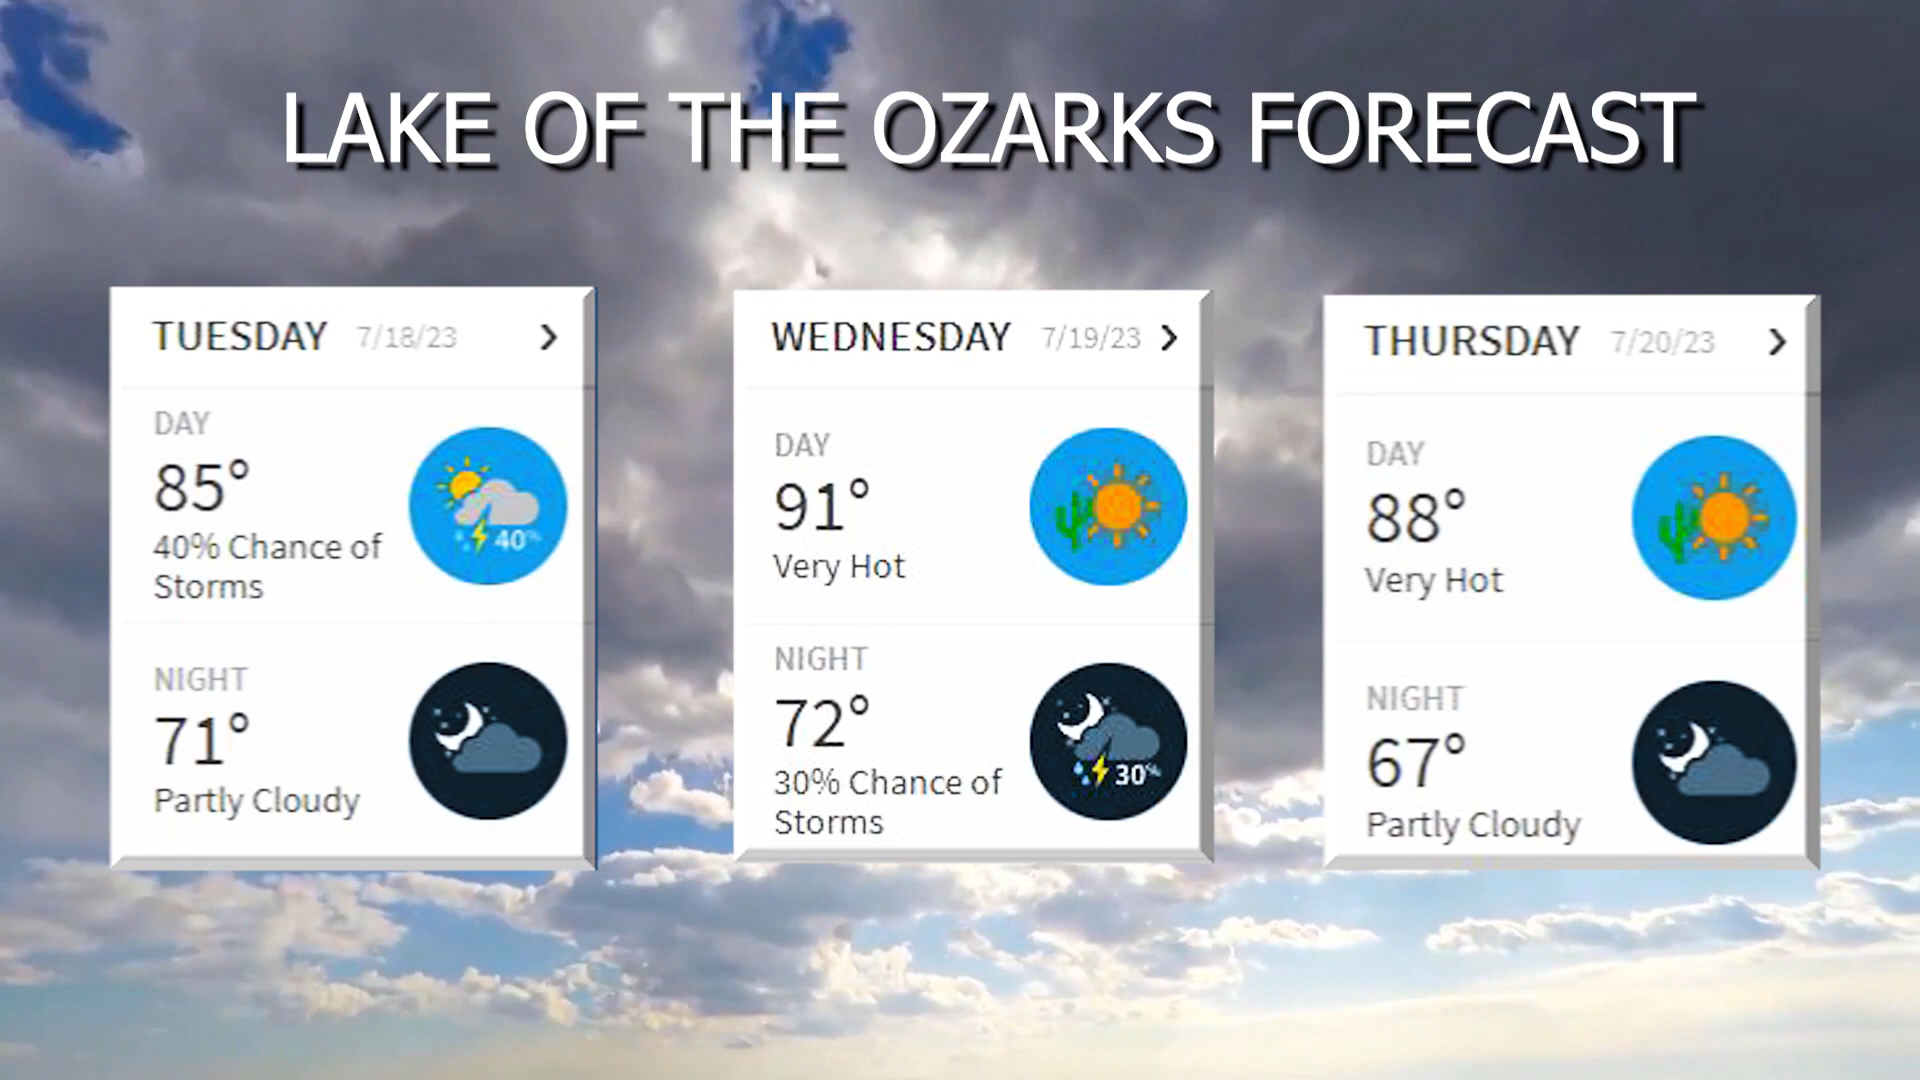 LAKE OF THE OZARKS FORECAST
TUESDAY 7/18/23
DAY
85°
40% Chance of
Storms
40%
NIGHT
71°
Partly Cloudy
WEDNESDAY 7/19/23
DAY
91°
Very Hot
NIGHT
72°
30% Chance of
Storms
30%
THURSDAY 7/20/23
DAY
88°
Very Hot
NIGHT
67°
Partly Cloudy